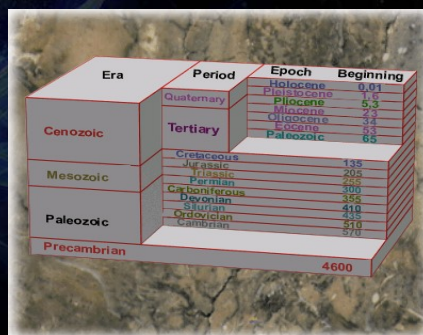 Era Period Epoch Beginning
Holocene 0,01
Quaternary Pleistocene 1,6
Pliocene 5,3
Miocene 23
Cenozoic Tertiary Oligocene 34
Eocene 53
Paleozoic 65
Cretaceous 135
Jurassic 205
Mesozoic Triassic 255
Permian 300
Carboniferous 355
Devonian 410
Paleozoic Silurian 435
Ordovician 510
Cambrian 570
Precambrian 4600